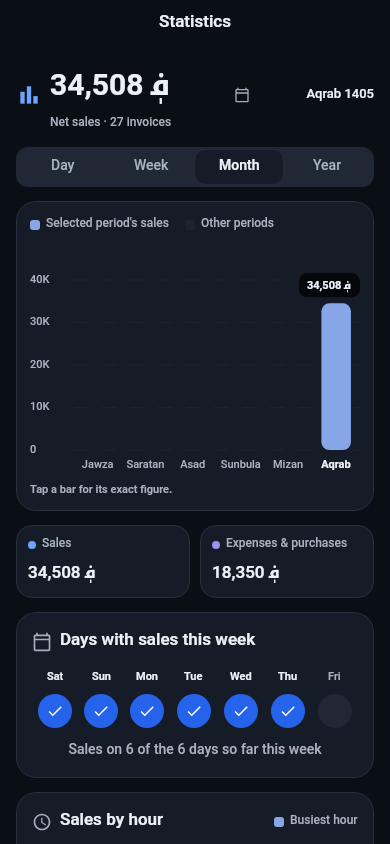 Statistics
34,508 ؋
Aqrab 1405
Net sales · 27 invoices
Day Week Month Year
Selected period's sales Other periods
40K
34,508 ؋
30K
20K
10K
0
Jawza Saratan Asad Sunbula Mizan Aqrab
Tap a bar for its exact figure.
Sales Expenses & purchases
34,508 ؋ 18,350 ؋
Days with sales this week
Sat Sun Mon Tue Wed Thu Fri
Sales on 6 of the 6 days so far this week
Sales by hour Busiest hour